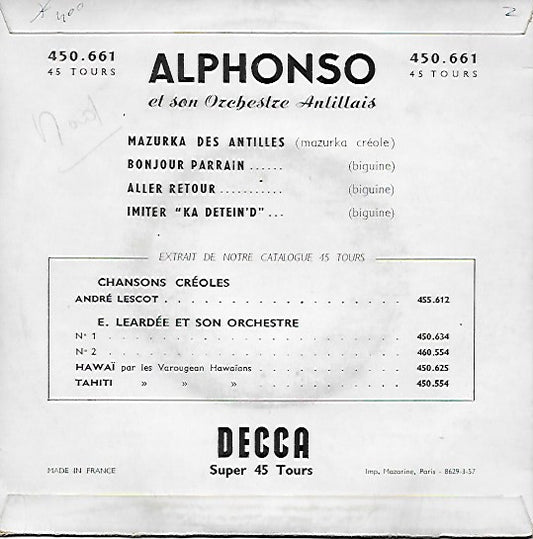 2
450.661
45 TOURS
ALPHONSO
et son Orchestre Antillais
450.661
45 TOURS
MAZURKA DES ANTILLES (mazurka créole)
BONJOUR PARRAIN ...... (biguine)
ALLER RETOUR ........... (biguine)
IMITER "KA DETEIN'D" ... (biguine)
EXTRAIT DE NOTRE CATALOGUE 45 TOURS
CHANSONS CRÉOLES
ANDRÉ LESCOT . . . . . . . . . . . . . . . . 455.612
E. LEARDÉE ET SON ORCHESTRE
N° 1 . . . . . . . . . . . . . . . . . . . . 450.634
N° 2 . . . . . . . . . . . . . . . . . . . . 460.554
HAWAÏ par les Varougean Hawaïans . . . . . . . . . 450.625
TAHITI » » » . . . . . . . . . 450.554
DECCA
Super 45 Tours
MADE IN FRANCE
Imp. Mazarine, Paris - 8629-3-57